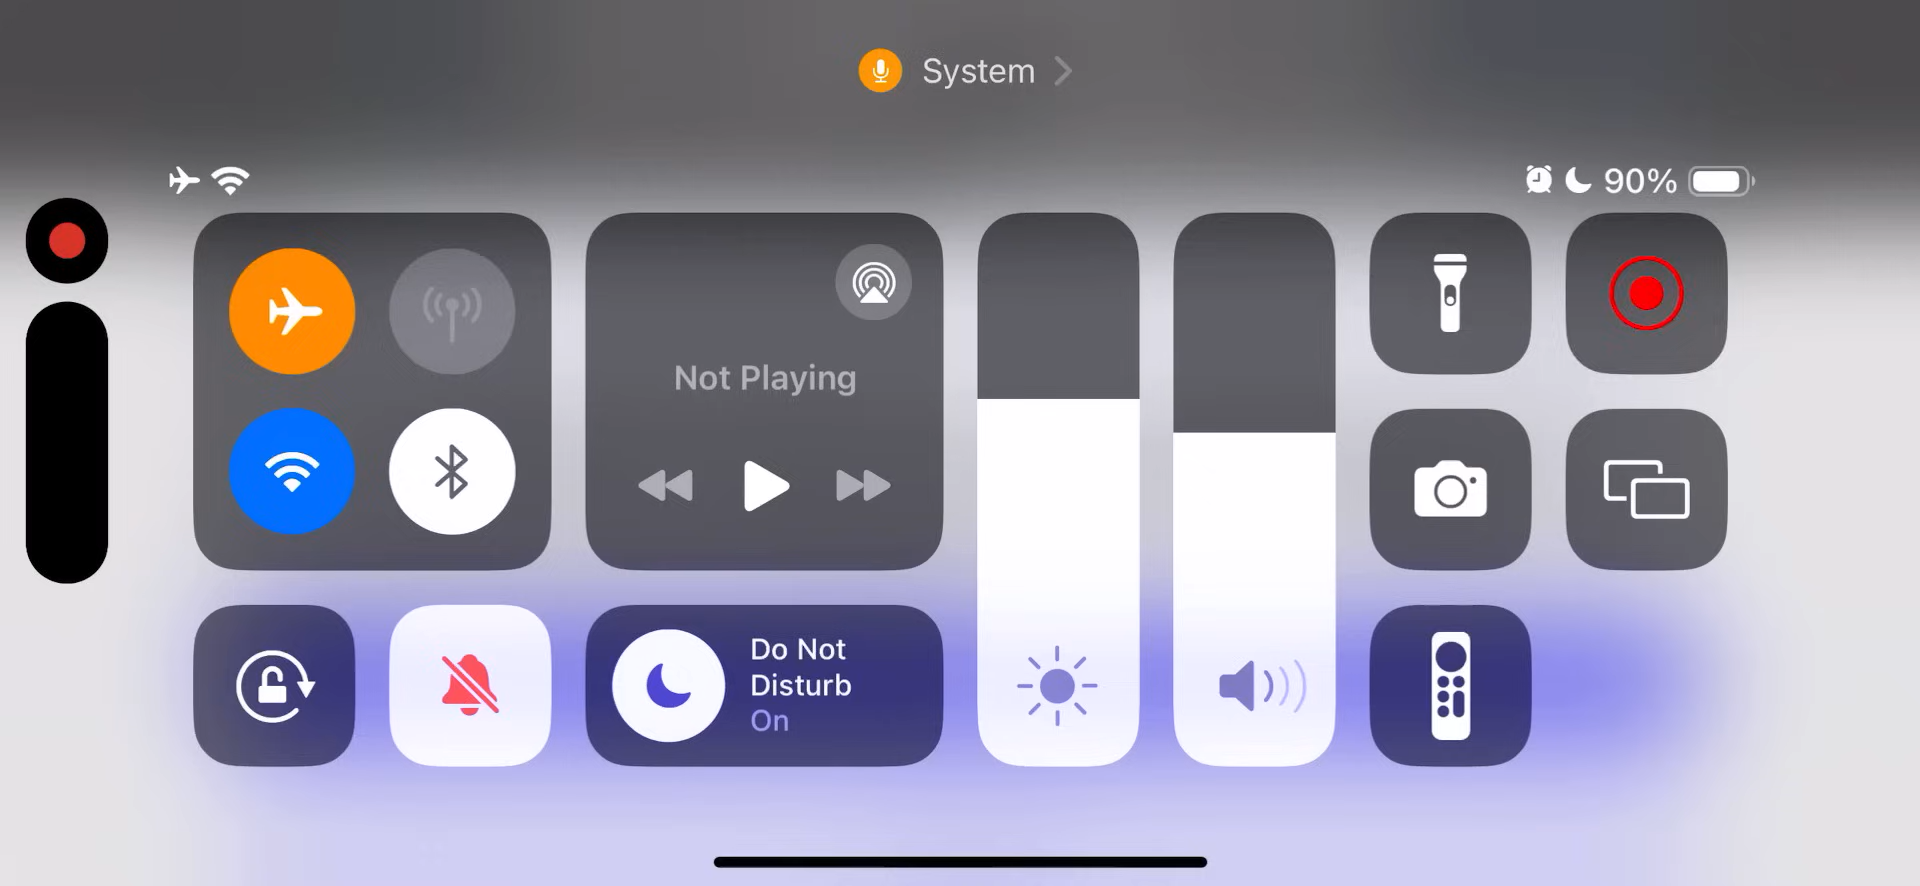 System
90%
Not Playing
Do Not
Disturb
On